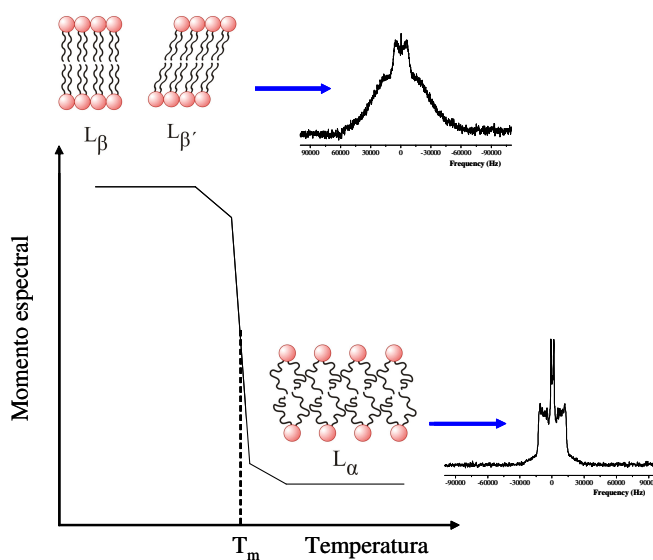 Lβ
Lβ´
90000 60000 30000 0 -30000 -60000 -90000
Frequency (Hz)
Momento espectral
Lα
-90000 -60000 -30000 0 30000 60000 90000
Frequency (Hz)
Tm
Temperatura